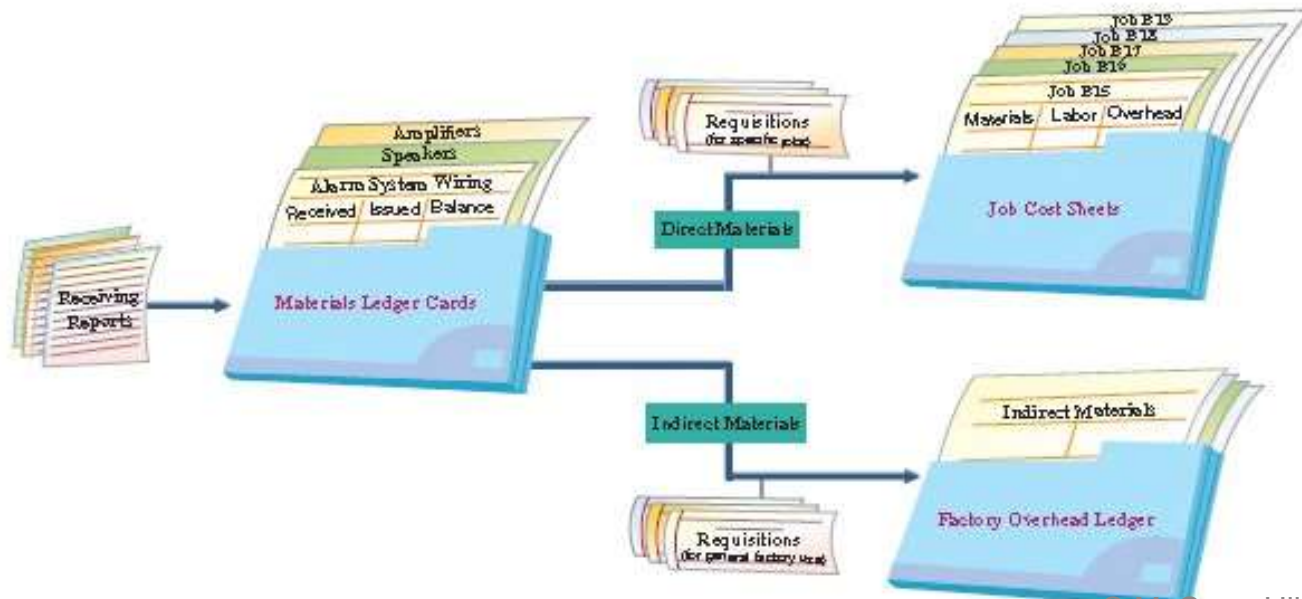 Receiving
Reports
Amplifiers
Speakers
Alarm System Wiring
Received Issued Balance
Materials Ledger Cards
Direct Materials
Requisitions
(for specific jobs)
Job B19
Job B18
Job B17
Job B16
Job B15
Materials Labor Overhead
Job Cost Sheets
Indirect Materials
Requisitions
(for general factory use)
Indirect Materials
Factory Overhead Ledger